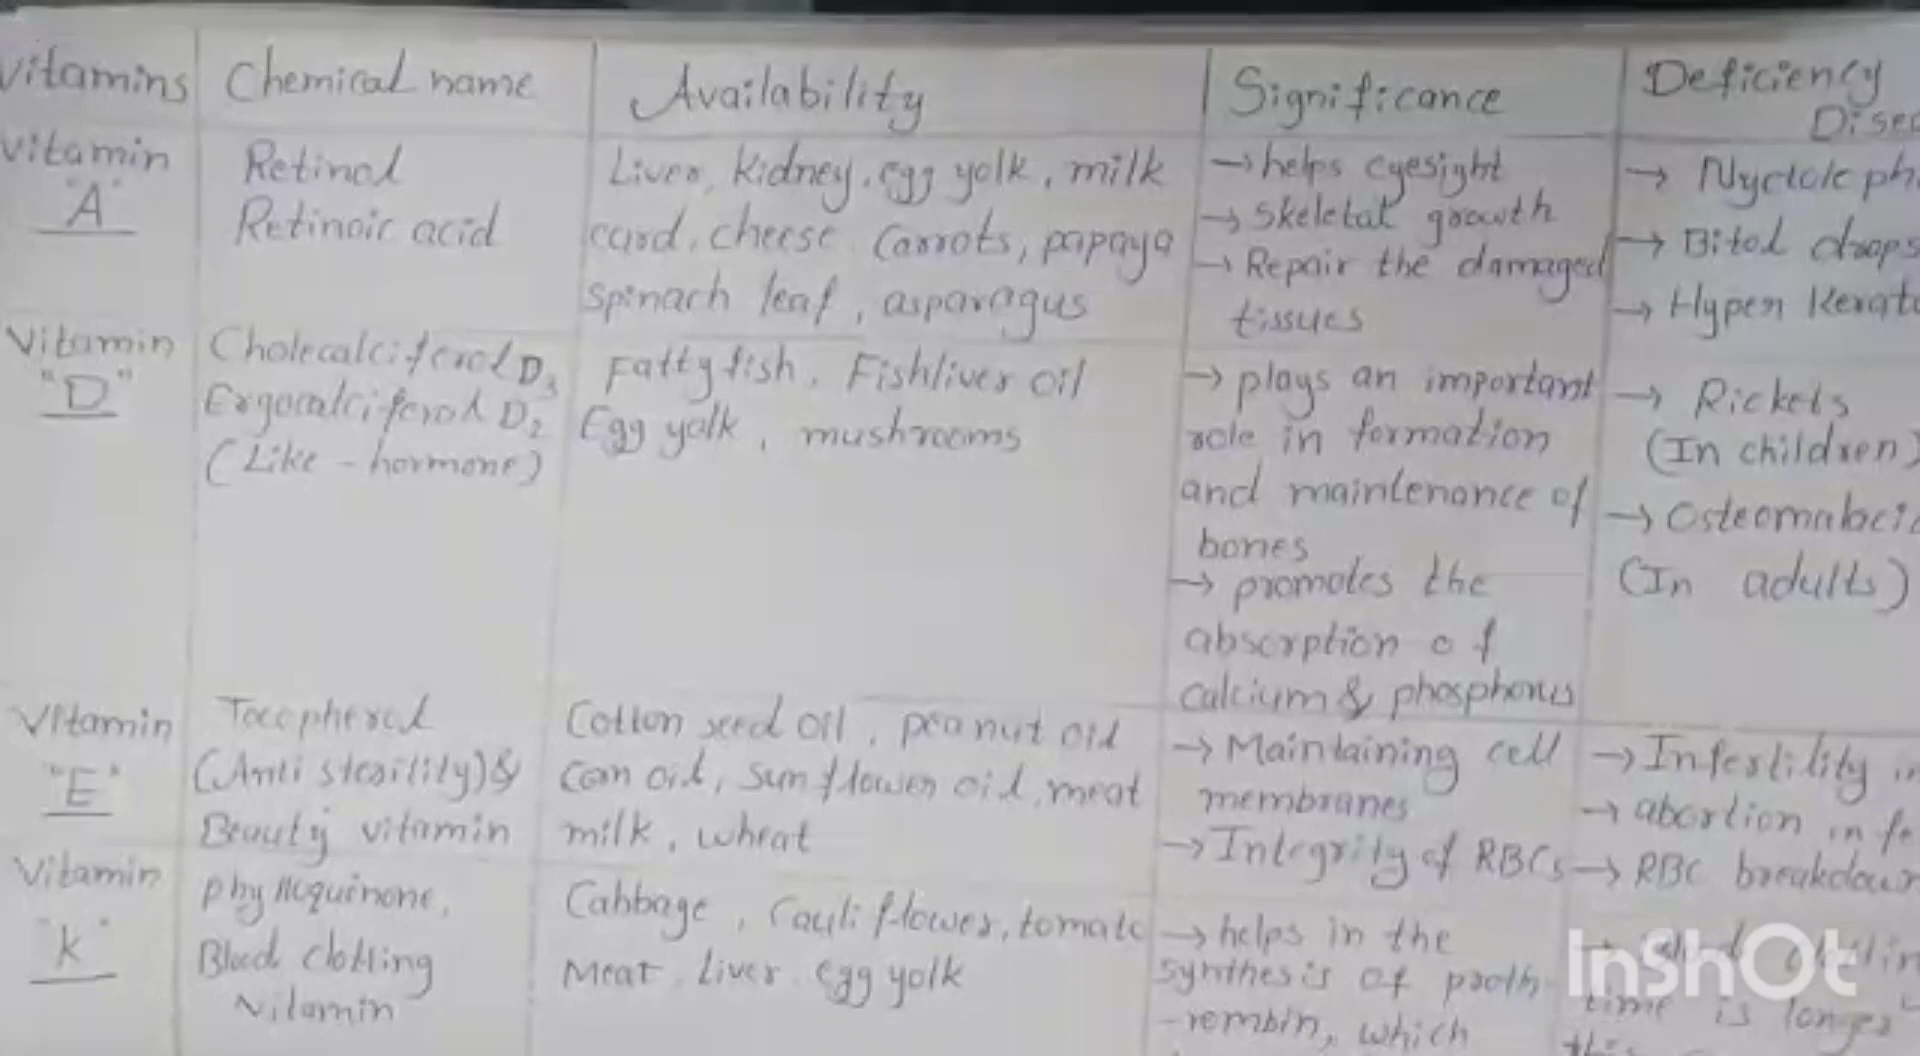 Vitamins Chemical name Availability Significance Deficiency
Vitamin "A"
Retinol
Retinoic acid
Liver, kidney, egg yolk, milk
curd, cheese, carrots, papaya
spinach leaf, asparagus
→ helps eyesight
→ Skeletal growth
→ Repair the damaged
tissues
→ Bitot drops
→ Hyper
Vitamin "D"
Cholecalciferol D3
Ergocalciferol D2
(Like - hormone)
Fatty fish, Fishliver oil
Egg yolk, mushrooms
→ plays an important
role in formation
and maintenance of
bones
→ promotes the
absorption of
calcium & phosphorus
→ Rickets
(In children)
→
(In adults)
Vitamin "E"
Tocopherol
(Anti sterility) &
Beauty vitamin
Cotton seed oil, peanut oil
corn oil, sunflower oil, meat
milk, wheat
→ Maintaining cell
membranes
→ Integrity of RBCs
→ Infertility
→ abortion in
→ RBC
Vitamin "K"
Phylloquinone,
Blood clotting
vitamin
Cabbage, cauliflower, tomato
Meat, Liver, egg yolk
→ helps in the
synthesis of proth-
-rombin, which
time is longer
InShOt